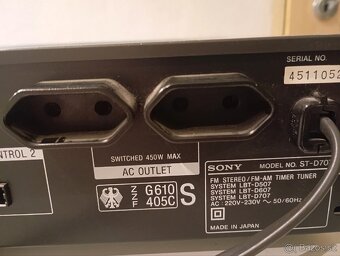 SERIAL NO.
4511052
NTROL 2
SWITCHED 450W MAX
AC OUTLET
Z G610 S
Z
F 405C
SONY MODEL NO. ST-D707
FM STEREO/FM-AM TIMER TUNER
SYSTEM LBT-D507
SYSTEM LBT-D607
SYSTEM LBT-D707
AC 220V-230V ~ 50/60Hz
MADE IN JAPAN